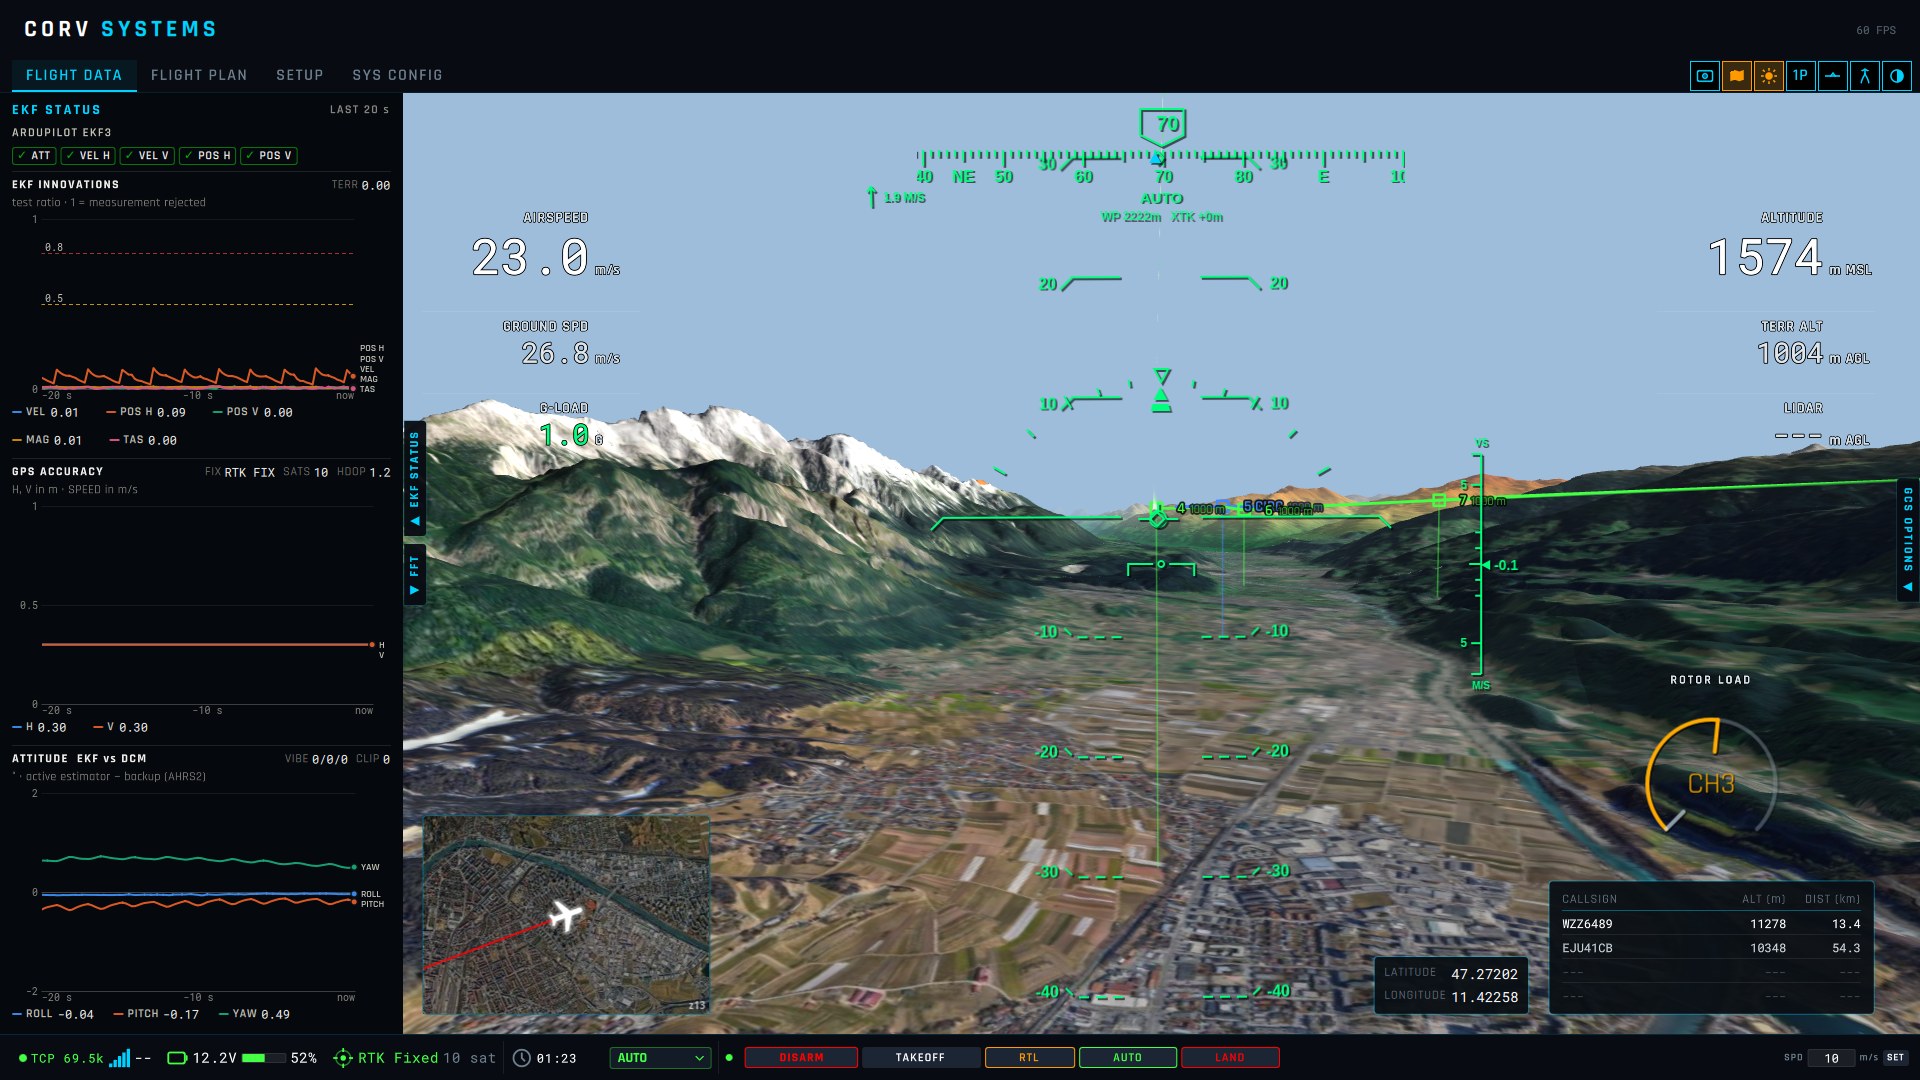 CORV SYSTEMS
60 FPS
FLIGHT DATA
FLIGHT PLAN
SETUP
SYS CONFIG
1P
EKF STATUS
LAST 20 s
ARDUPILOT EKF3
✓ ATT ✓ VEL H ✓ VEL V ✓ POS H ✓ POS V
EKF INNOVATIONS
TERR 0.00
test ratio · 1 = measurement rejected
1
0.8
0.5
0
POS H
POS V
VEL
MAG
TAS
-20 s -10 s now
VEL 0.01 POS H 0.09 POS V 0.00
MAG 0.01 TAS 0.00
GPS ACCURACY
FIX RTK FIX SATS 10 HDOP 1.2
H, V in m · SPEED in m/s
1
0.5
0
H
V
-20 s -10 s now
H 0.30 V 0.30
ATTITUDE EKF vs DCM
VIBE 0/0/0 CLIP 0
active estimator — backup (AHRS2)
2
0
-2
YAW
ROLL
PITCH
-20 s -10 s now
ROLL -0.04 PITCH -0.17 YAW 0.49
EKF STATUS
FFT
GCS OPTIONS
70
40 NE 50 60 70 80 E
30 30
1.9 M/S
AUTO
WP 2222m XTK +0m
AIRSPEED
23.0 m/s
GROUND SPD
26.8 m/s
G-LOAD
1.0 G
ALTITUDE
1574 m MSL
TERR ALT
1004 m AGL
LIDAR
--- m AGL
20 20
10 10
-10 -10
-20 -20
-30 -30
-40 -40
4 1000 m
5
6 1000 m
7 1000 m
VS
5
-0.1
5
M/S
ROTOR LOAD
CH3
z13
LATITUDE 47.27202
LONGITUDE 11.42258
CALLSIGN ALT (m) DIST (km)
WZZ6489 11278 13.4
EJU41CB 10348 54.3
--- --- ---
--- --- ---
TCP 69.5k -- 12.2V 52% RTK Fixed 10 sat 01:23 AUTO DISARM TAKEOFF RTL AUTO LAND SPD 10 m/s SET